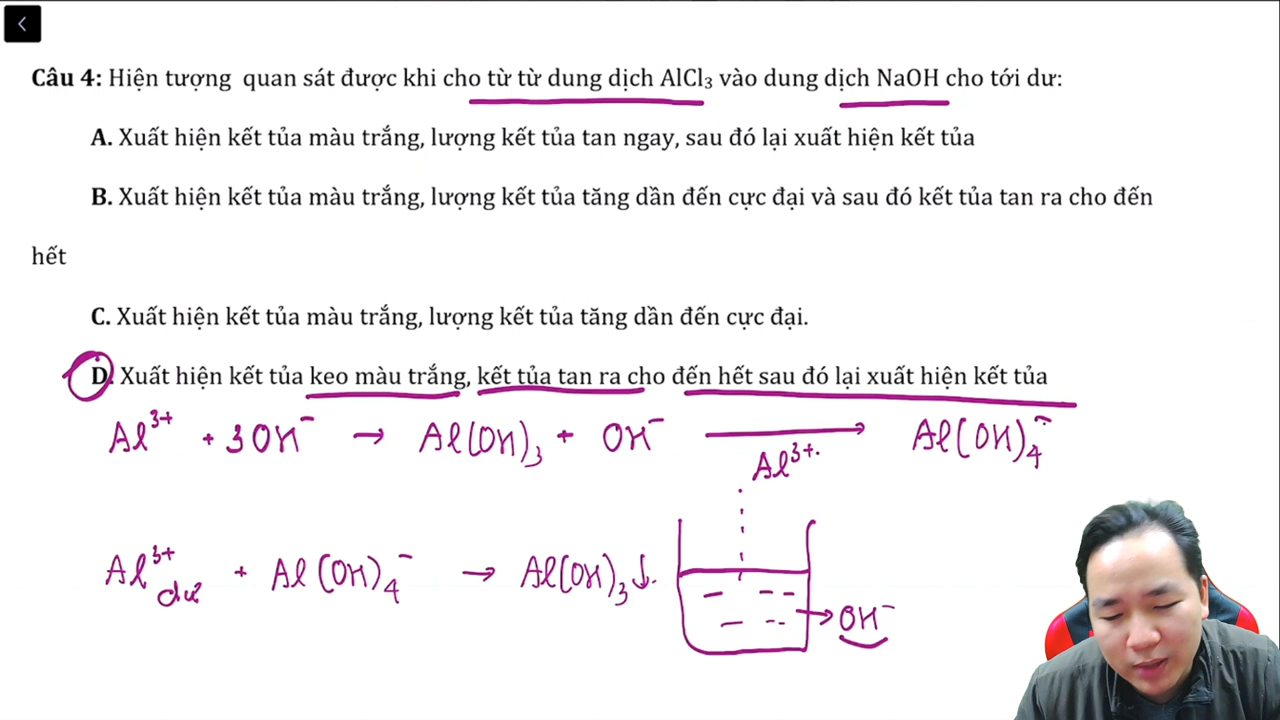 Câu 4: Hiện tượng quan sát được khi cho từ từ dung dịch AlCl₃ vào dung dịch NaOH cho tới dư:
A. Xuất hiện kết tủa màu trắng, lượng kết tủa tan ngay, sau đó lại xuất hiện kết tủa
B. Xuất hiện kết tủa màu trắng, lượng kết tủa tăng dần đến cực đại và sau đó kết tủa tan ra cho đến
hết
C. Xuất hiện kết tủa màu trắng, lượng kết tủa tăng dần đến cực đại.
D. Xuất hiện kết tủa keo màu trắng, kết tủa tan ra cho đến hết sau đó lại xuất hiện kết tủa
Al³⁺ + 3OH⁻ → Al(OH)₃ + OH⁻ → Al(OH)₄⁻
Al³⁺
Al³⁺ dư + Al(OH)₄⁻ → Al(OH)₃↓
→ OH⁻